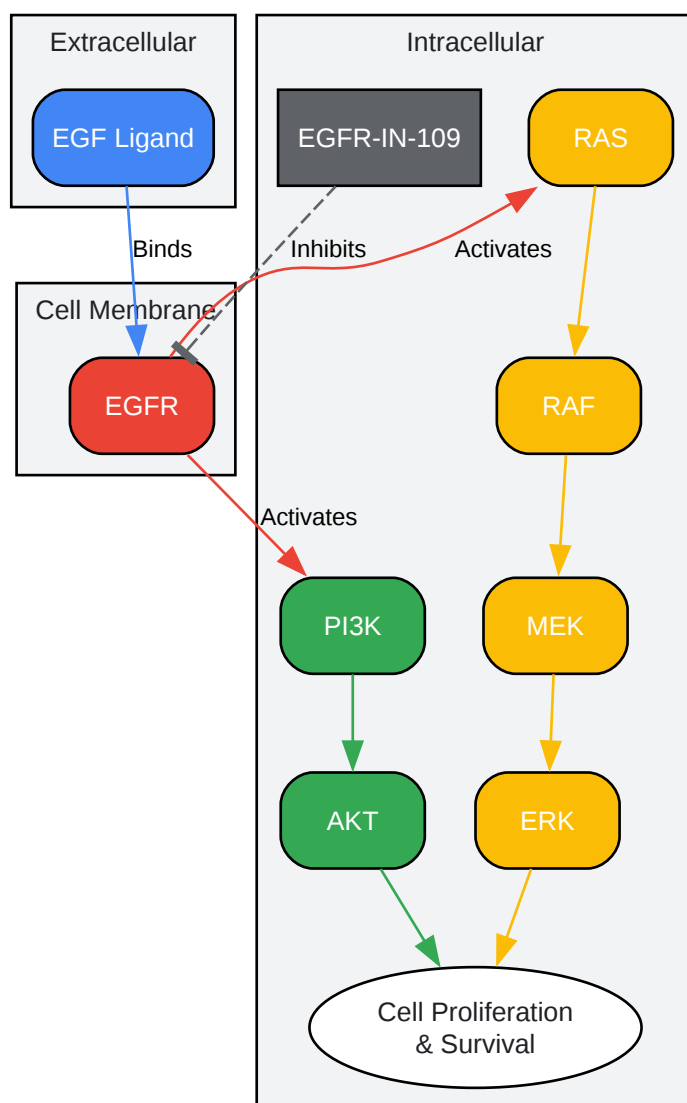 Extracellular
Intracellular
EGF Ligand
EGFR-IN-109
RAS
Binds
Inhibits
Activates
Cell Membrane
EGFR
RAF
Activates
PI3K
MEK
AKT
ERK
Cell Proliferation
& Survival